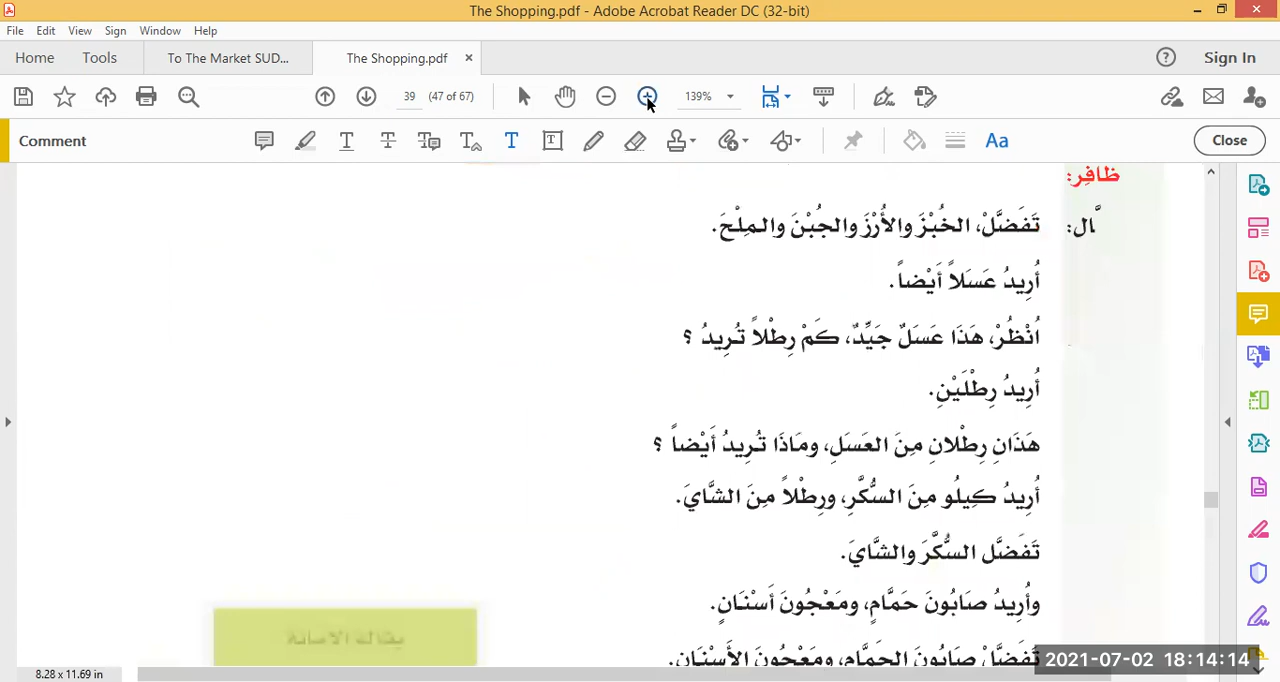 The Shopping.pdf - Adobe Acrobat Reader DC (32-bit)
File Edit View Sign Window Help
Home Tools To The Market SUD... The Shopping.pdf ×
Sign In
39 (47 of 67) 139%
Comment
Close
ظافِر:
َّال: تَفَضَّلْ، الخُبْزَ والأُرْزَ والجُبْنَ والمِلْحَ.
أُرِيدُ عَسَلاً أَيْضاً.
اُنْظُرْ، هَذَا عَسَلٌ جَيِّدٌ، كَمْ رِطْلاً تُرِيدُ ؟
أُرِيدُ رِطْلَيْنِ.
هَذَانِ رِطْلانِ مِنَ العَسَلِ، ومَاذَا تُرِيدُ أَيْضاً ؟
أُرِيدُ كِيلُو مِنَ السُّكَّرِ، ورِطْلاً مِنَ الشَّايَ.
تَفَضَّل السُّكَّرَ والشَّايَ.
وأُرِيدُ صَابُونَ حَمَّامٍ، ومَعْجُونَ أَسْنَانٍ.
تَفَضَّلْ صَابُونَ الحَمَّامِ، ومَعْجُونَ الأَسْنَانِ.
8.28 x 11.69 in
2021-07-02 18:14:14